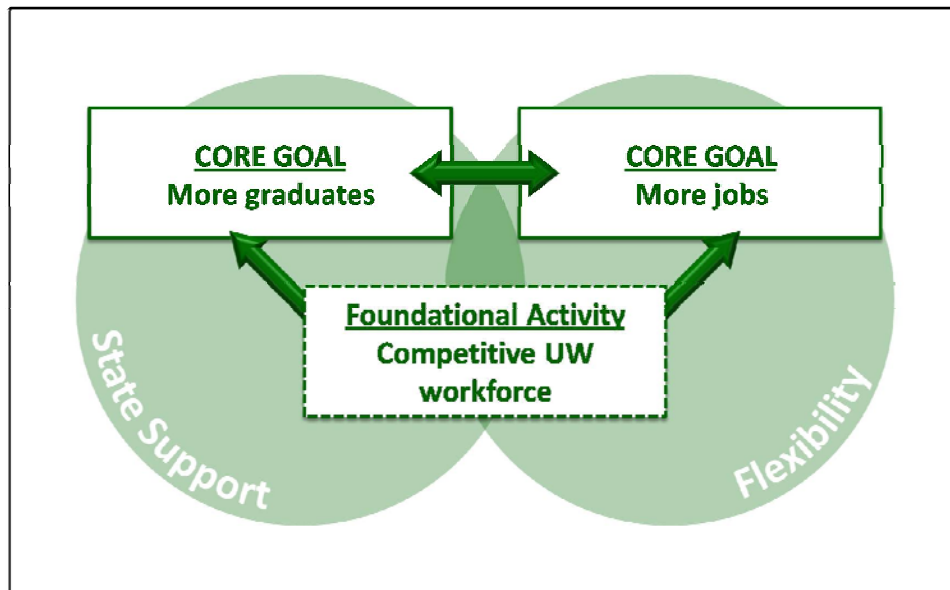 CORE GOAL
More graduates
CORE GOAL
More jobs
Foundational Activity
Competitive UW
workforce
State Support
Flexibility